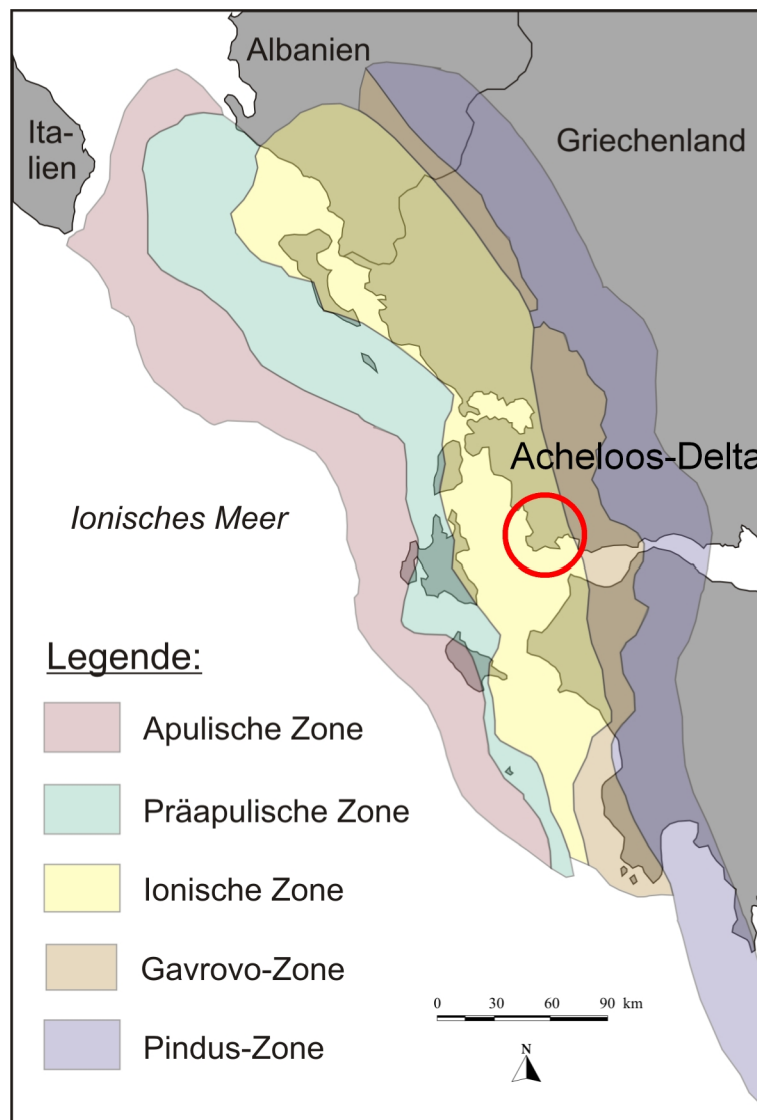 Albanien
Ita-
lien
Griechenland
Acheloos-Delta
Ionisches Meer
Legende:
Apulische Zone
Präapulische Zone
Ionische Zone
Gavrovo-Zone
Pindus-Zone
0 30 60 90 km
N